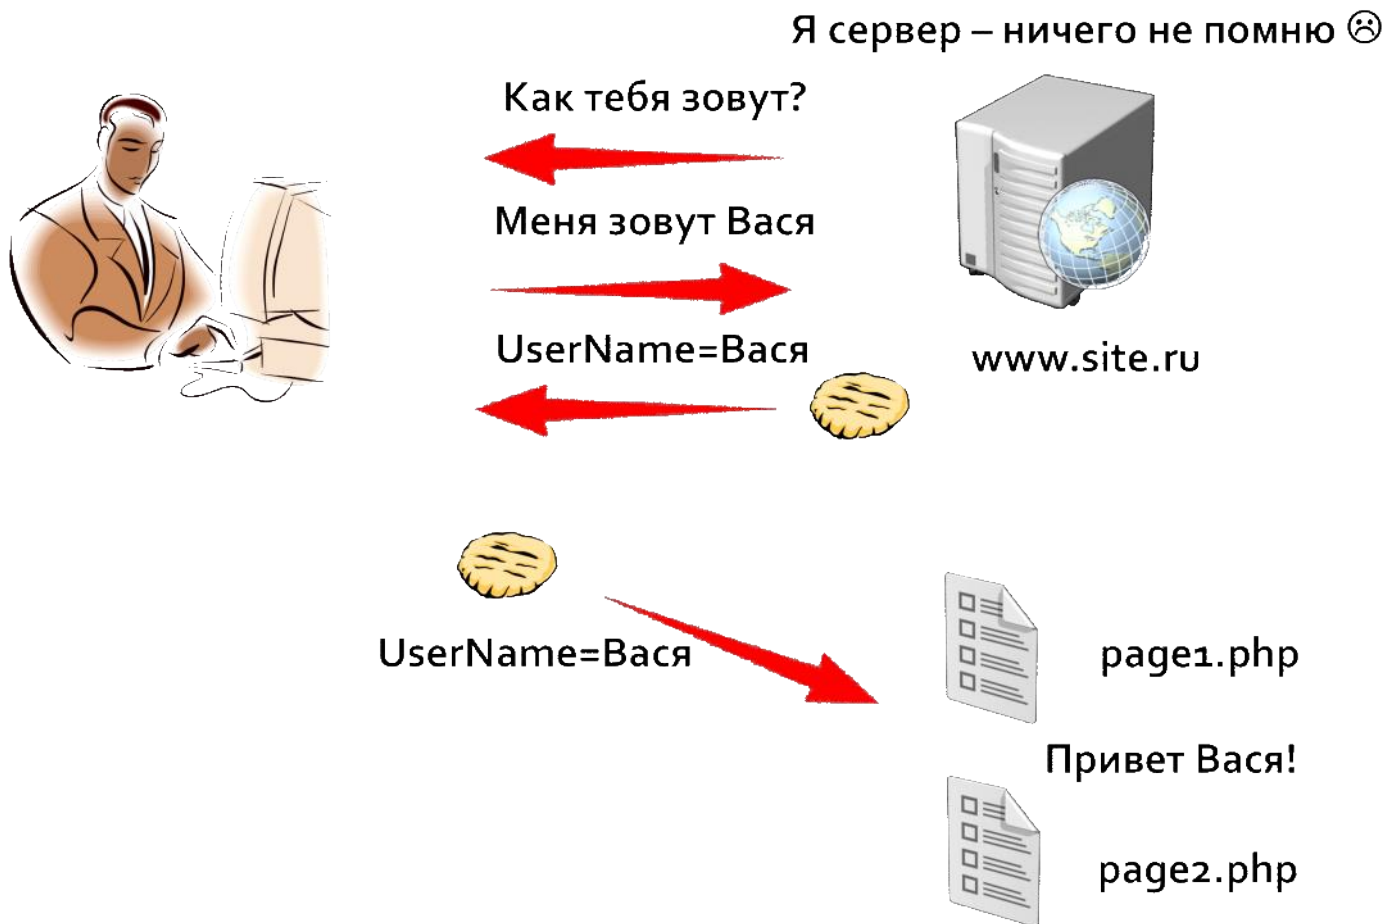 Я сервер – ничего не помню ☹
Как тебя зовут?
Меня зовут Вася
UserName=Вася
www.site.ru
UserName=Вася
page1.php
Привет Вася!
page2.php